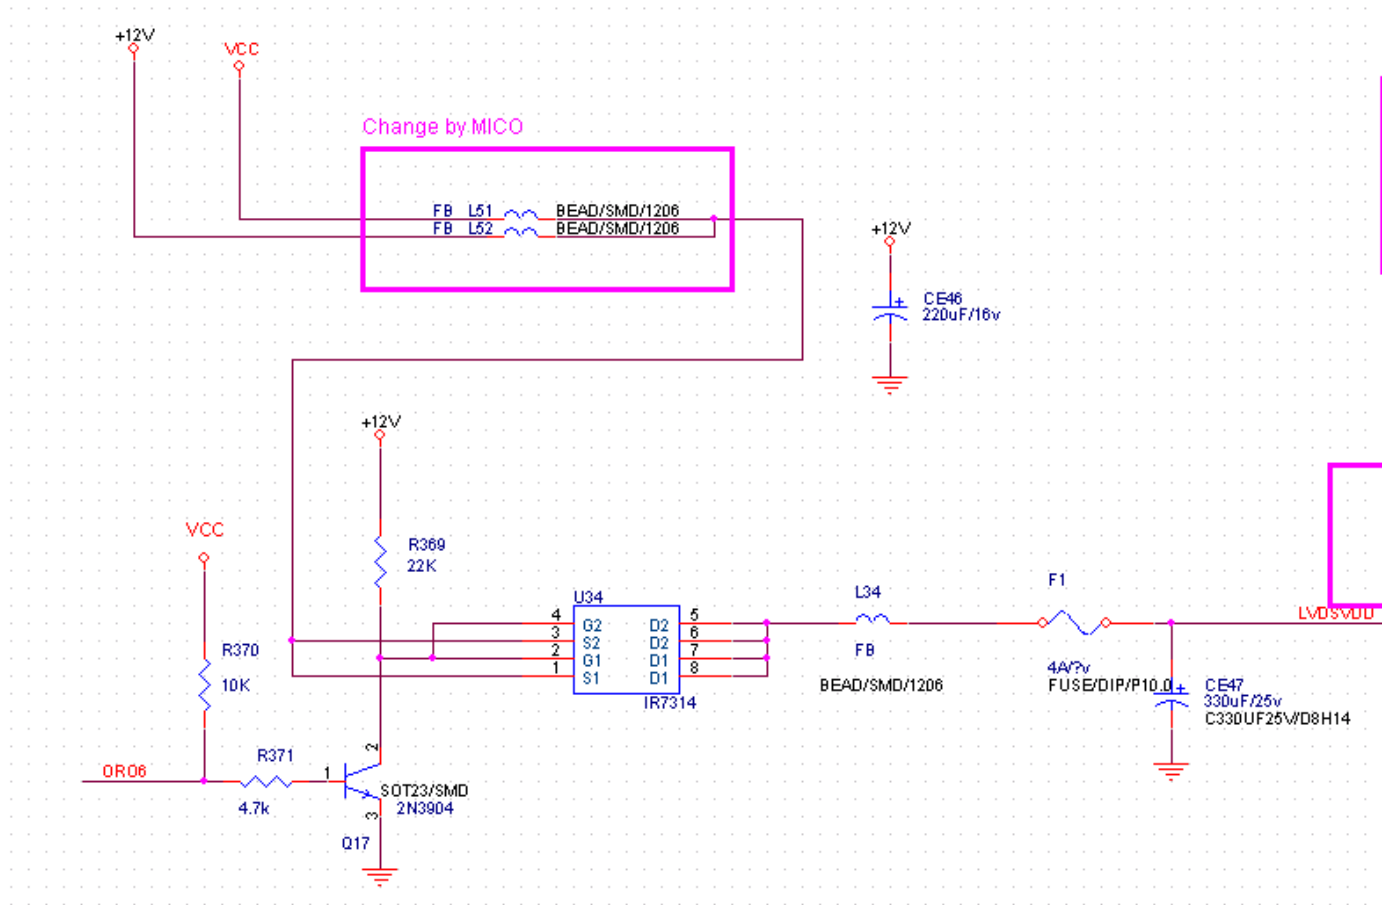 +12V
VCC
Change by MICO
FB L51 BEAD/SMD/1206
FB L52 BEAD/SMD/1206
+12V
CE46
220uF/16v
+12V
VCC
R369
22K
R370
10K
U34
4 G2 D2 5
3 S2 D2 6
2 G1 D1 7
1 S1 D1 8
IR7314
L34
FB
BEAD/SMD/1206
F1
4A/?v
FUSE/DIP/P10.0
LVDSVDD
CE47
330uF/25v
C330UF25V/D8H14
ORO6
R371
4.7k
1
2
3
SOT23/SMD
2N3904
Q17